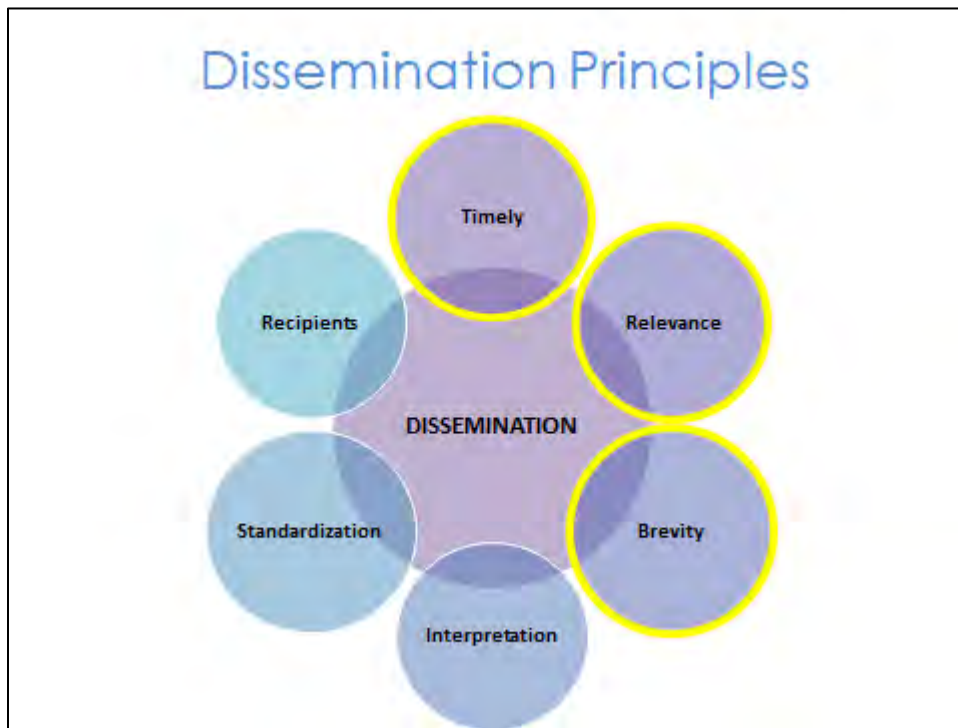 Dissemination Principles
Timely
Recipients
Relevance
DISSEMINATION
Standardization
Brevity
Interpretation